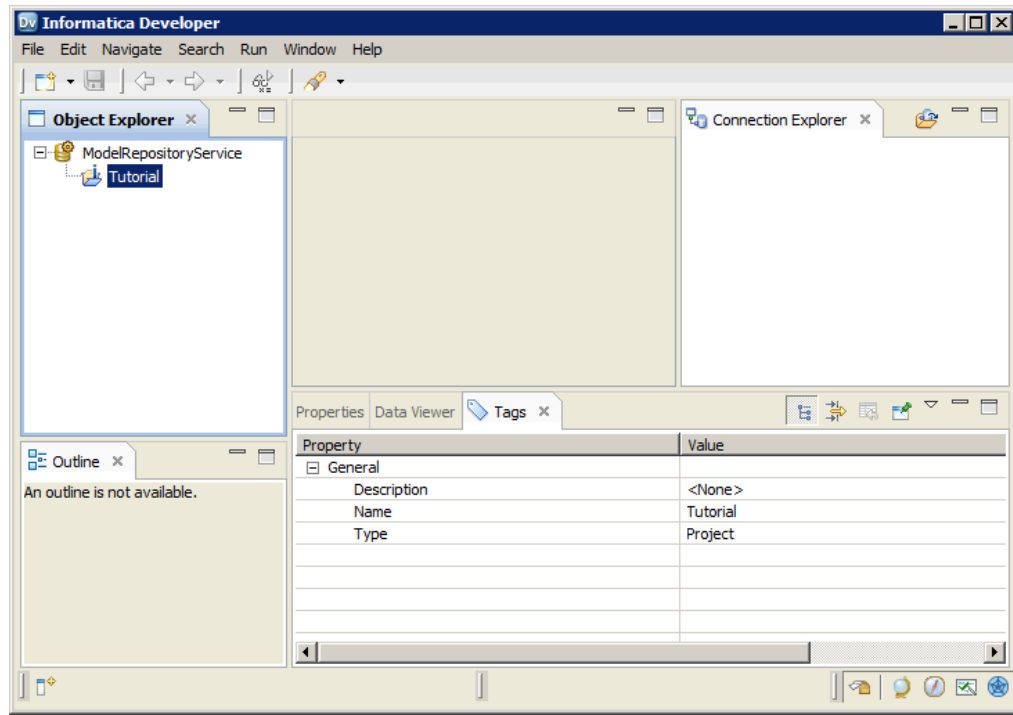 Dv Informatica Developer
File Edit Navigate Search Run Window Help
Object Explorer
Connection Explorer
ModelRepositoryService
Tutorial
Properties Data Viewer Tags
Property Value
General
Description <None>
Name Tutorial
Type Project
Outline
An outline is not available.